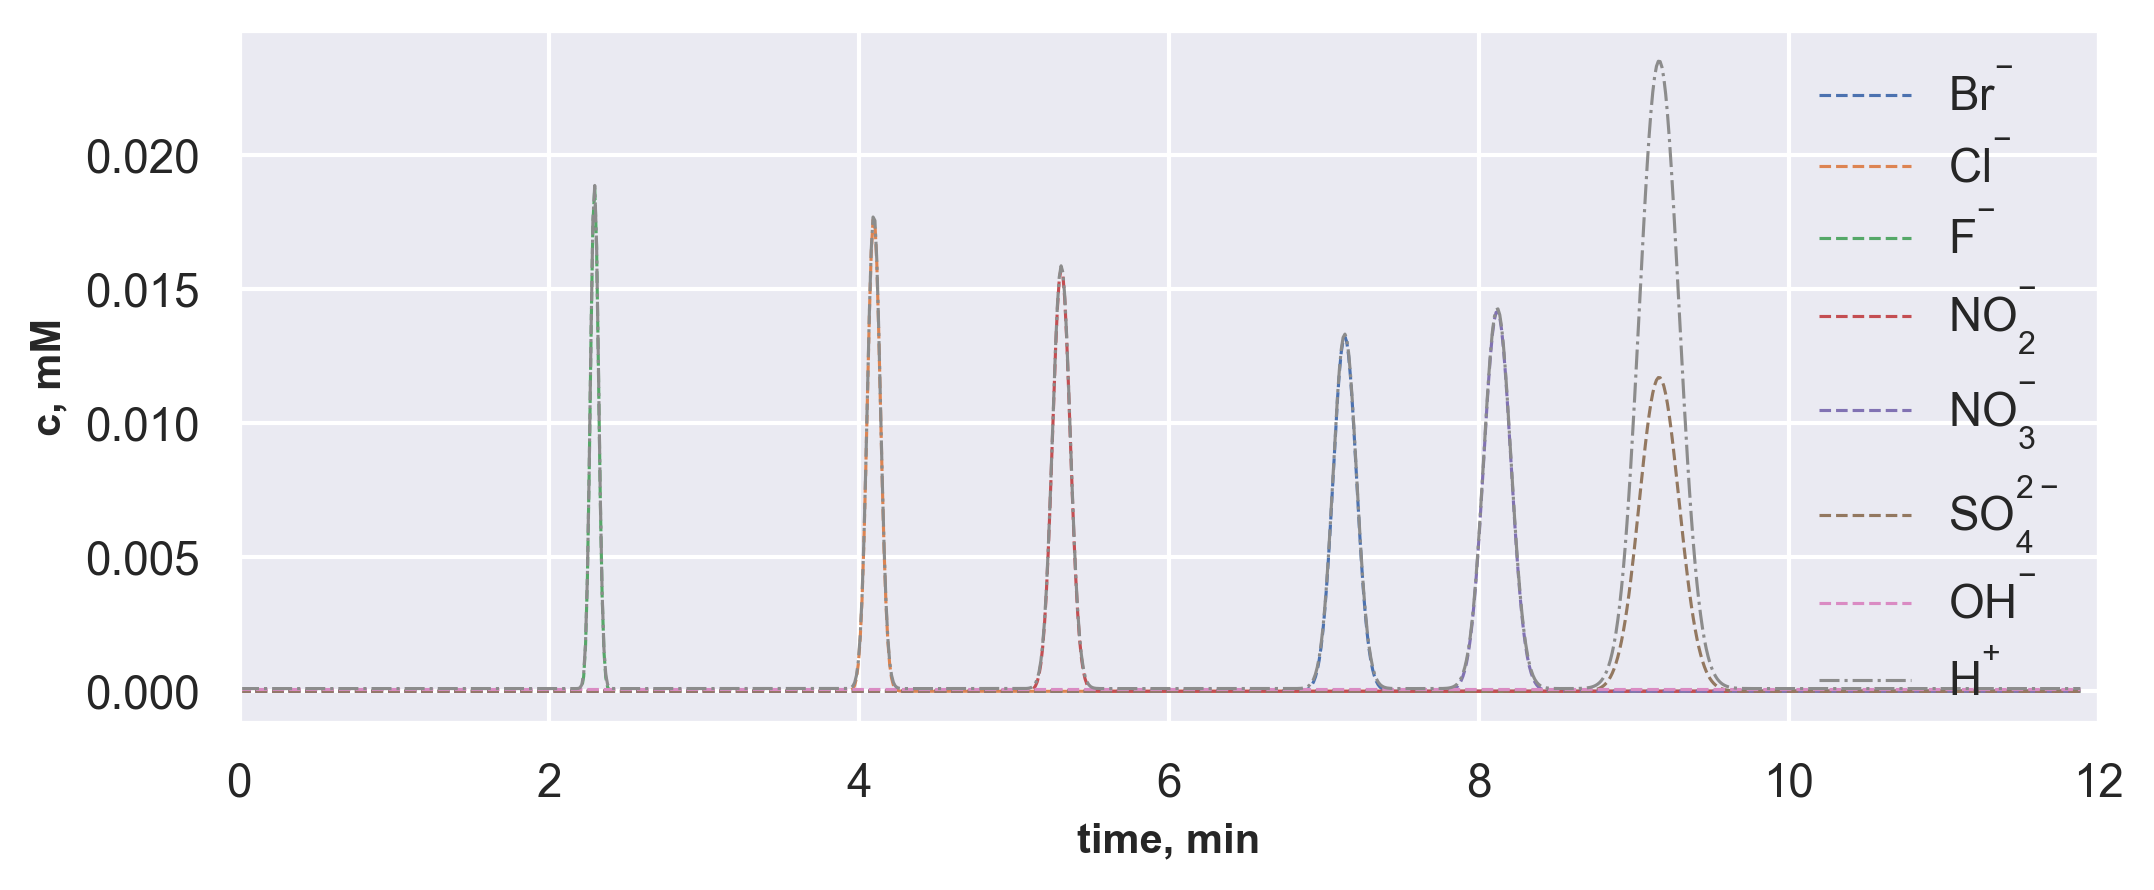 0.020
0.015
0.010
0.005
0.000
c, mM
0 2 4 6 8 10 12
time, min
Br⁻
Cl⁻
F⁻
NO₂⁻
NO₃⁻
SO₄²⁻
OH⁻
H⁺